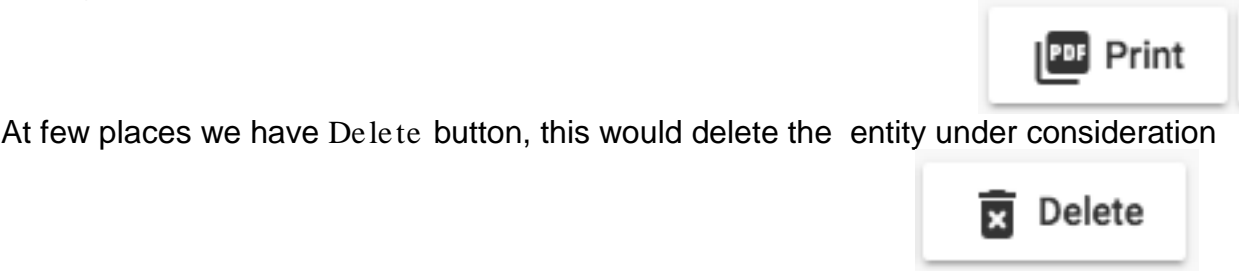 PDF Print
At few places we have Delete button, this would delete the entity under consideration
Delete